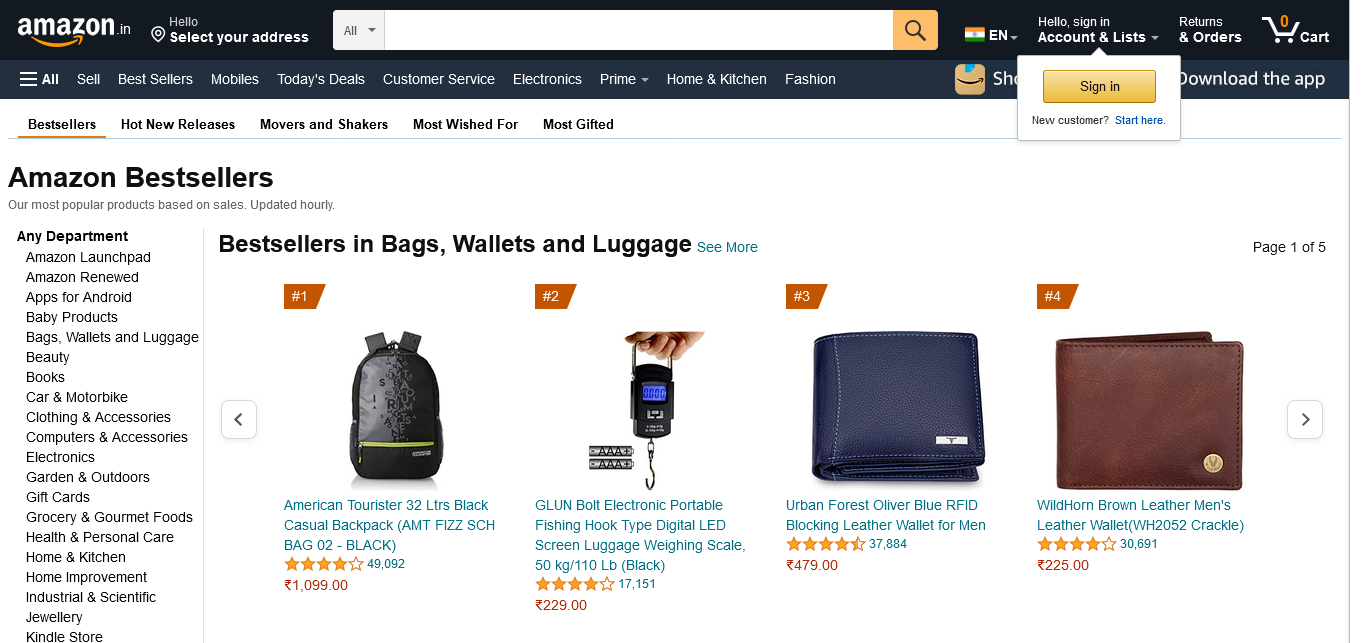 amazon.in
Hello
Select your address
All
EN
Hello, sign in
Account & Lists
Returns
& Orders
0
Cart
All
Sell
Best Sellers
Mobiles
Today's Deals
Customer Service
Electronics
Prime
Home & Kitchen
Fashion
Download the app
Sign in
New customer? Start here.
Bestsellers
Hot New Releases
Movers and Shakers
Most Wished For
Most Gifted
Amazon Bestsellers
Our most popular products based on sales. Updated hourly.
Any Department
Amazon Launchpad
Amazon Renewed
Apps for Android
Baby Products
Bags, Wallets and Luggage
Beauty
Books
Car & Motorbike
Clothing & Accessories
Computers & Accessories
Electronics
Garden & Outdoors
Gift Cards
Grocery & Gourmet Foods
Health & Personal Care
Home & Kitchen
Home Improvement
Industrial & Scientific
Jewellery
Kindle Store
Bestsellers in Bags, Wallets and Luggage See More
Page 1 of 5
#1
American Tourister 32 Ltrs Black
Casual Backpack (AMT FIZZ SCH
BAG 02 - BLACK)
49,092
₹1,099.00
#2
AAA
AAA
GLUN Bolt Electronic Portable
Fishing Hook Type Digital LED
Screen Luggage Weighing Scale,
50 kg/110 Lb (Black)
17,151
₹229.00
#3
Urban Forest Oliver Blue RFID
Blocking Leather Wallet for Men
37,884
₹479.00
#4
WildHorn Brown Leather Men's
Leather Wallet(WH2052 Crackle)
30,691
₹225.00